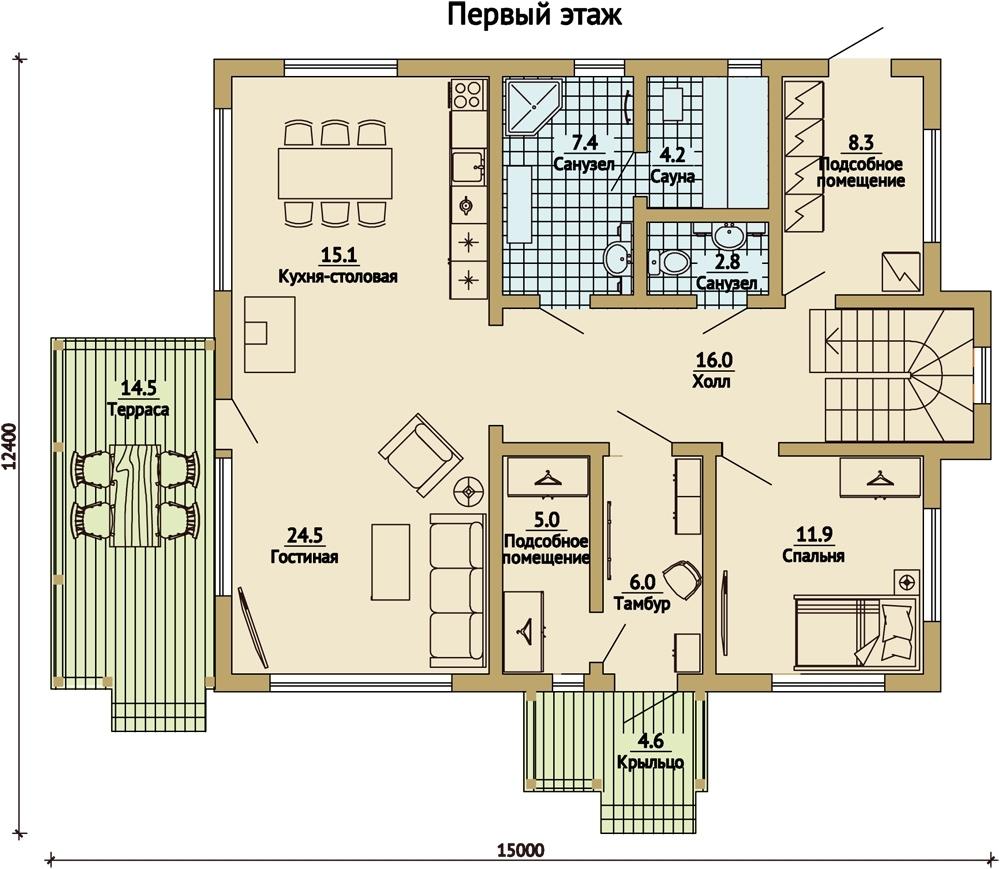 Первый этаж
7.4
Санузел
4.2
Сауна
8.3
Подсобное
помещение
15.1
Кухня-столовая
2.8
Санузел
16.0
Холл
14.5
Терраса
12400
24.5
Гостиная
5.0
Подсобное
помещение
6.0
Тамбур
11.9
Спальня
4.6
Крыльцо
15000